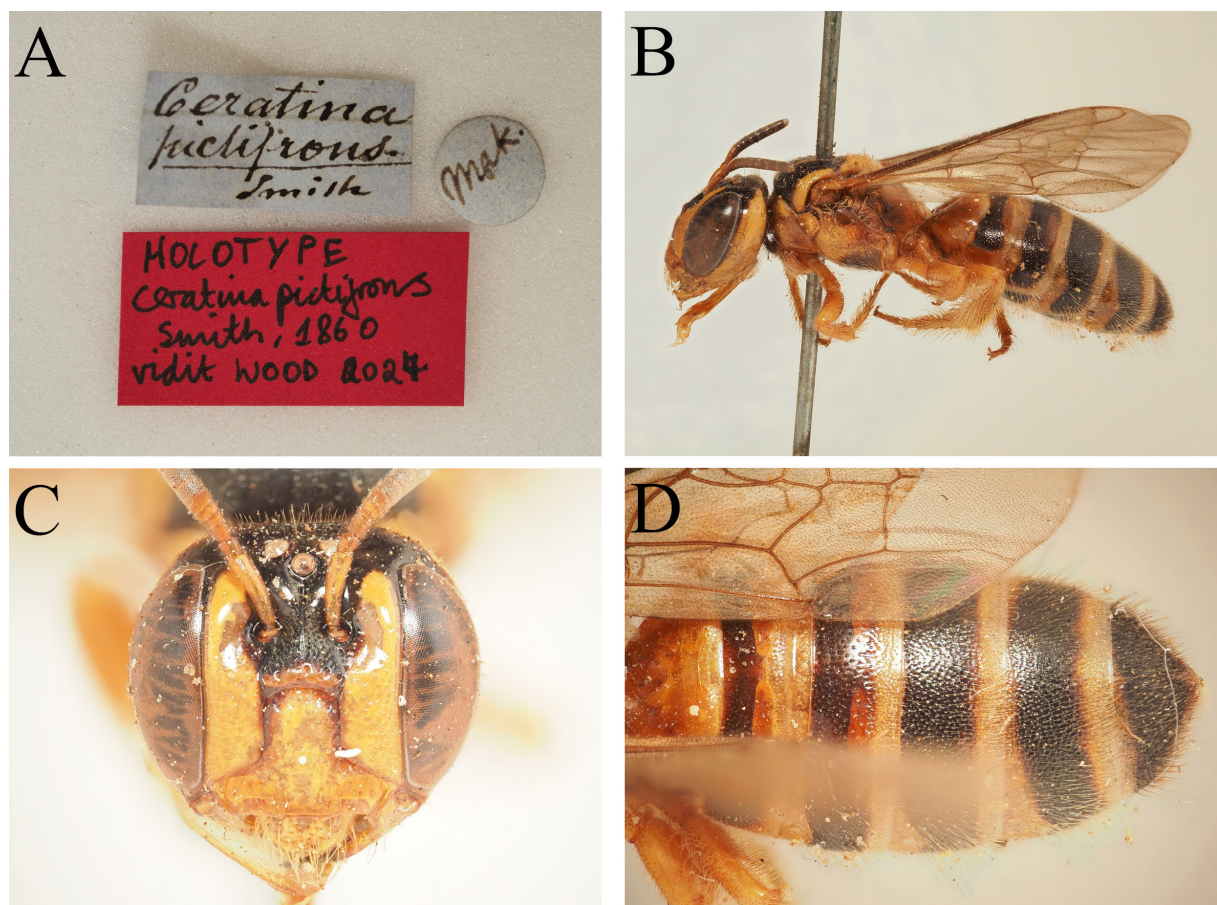 A
Ceratina
pictifrons.
Smith
Mak.
HOLOTYPE
Ceratina pictifrons
Smith, 1860
vidit WOOD 2024
B
C
D